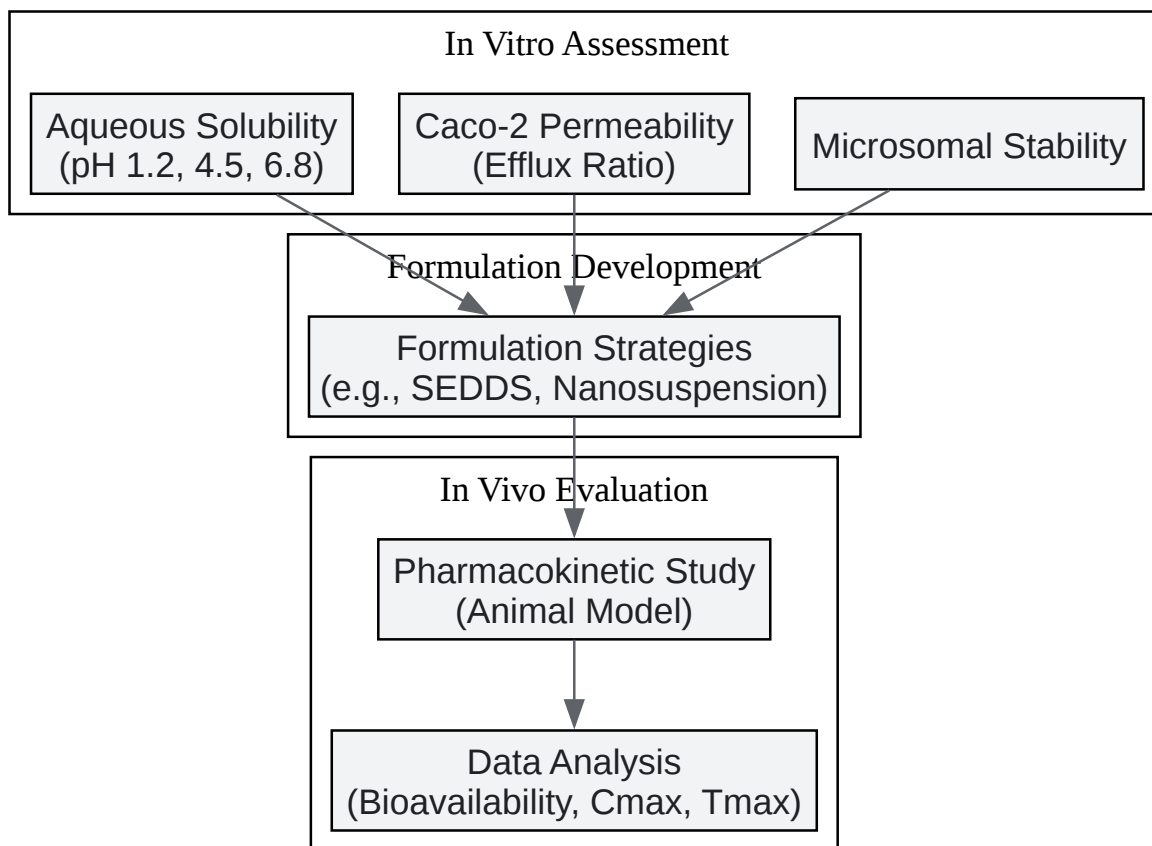 In Vitro Assessment
Aqueous Solubility
(pH 1.2, 4.5, 6.8)
Caco-2 Permeability
(Efflux Ratio)
Microsomal Stability
Formulation Development
Formulation Strategies
(e.g., SEDDS, Nanosuspension)
In Vivo Evaluation
Pharmacokinetic Study
(Animal Model)
Data Analysis
(Bioavailability, Cmax, Tmax)